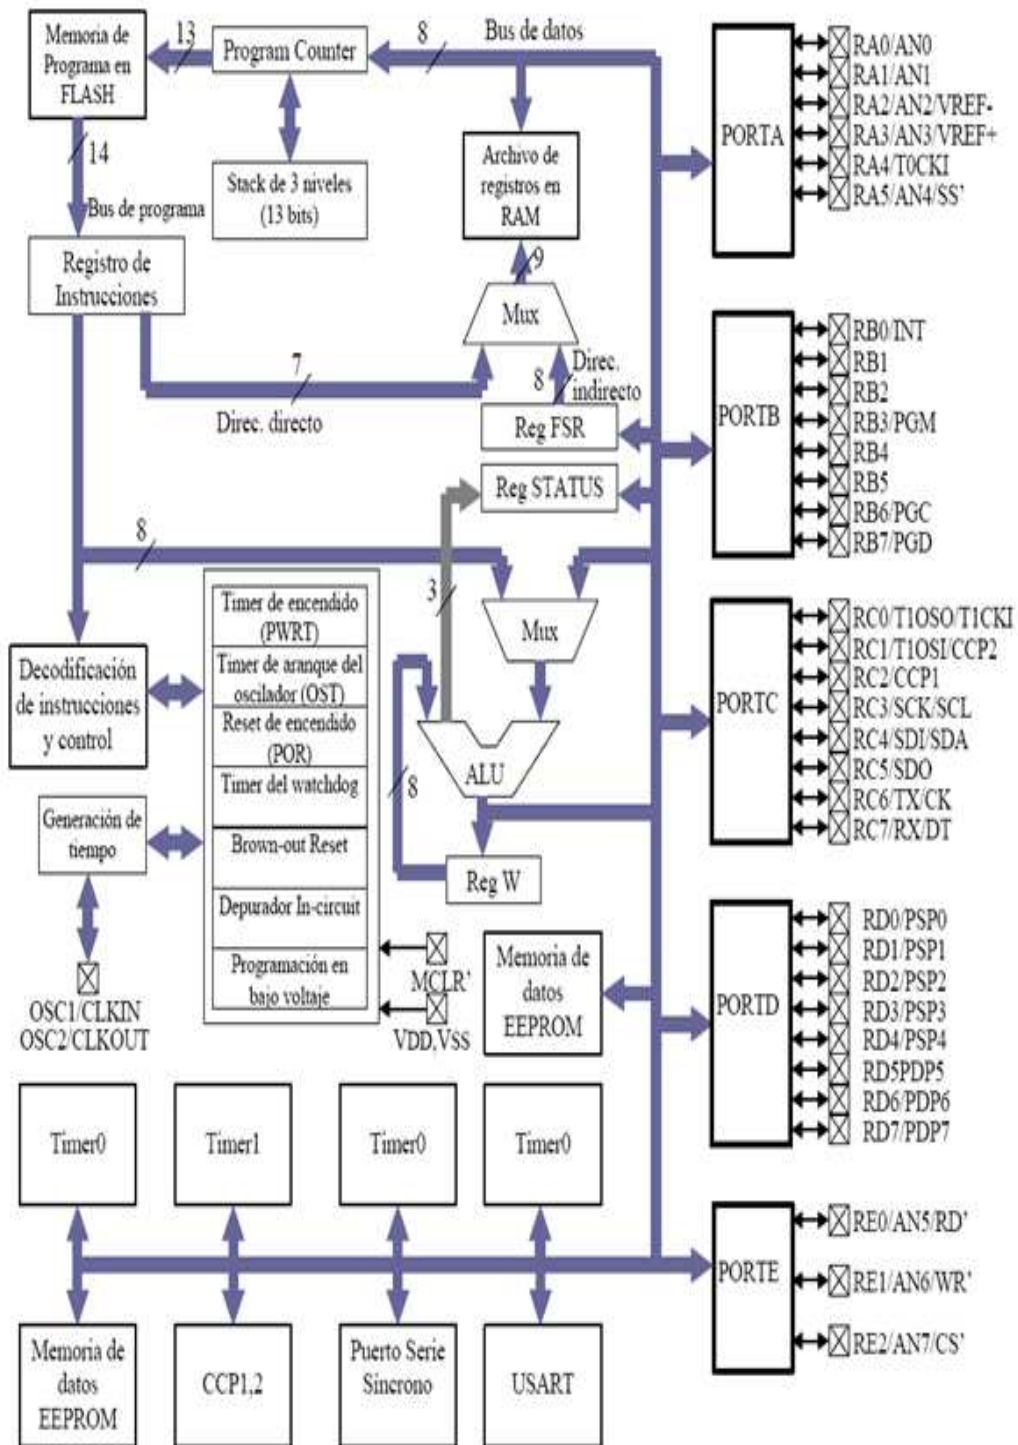 Memoria de
Programa en
FLASH
13
Program Counter
8
Bus de datos
14
Bus de programa
Stack de 3 niveles
(13 bits)
Archivo de
registros en
RAM
9
Registro de
Instrucciones
Mux
7
Direc. directo
8
Direc.
indirecto
Reg FSR
Reg STATUS
8
3
Mux
Decodificación
de instrucciones
y control
Timer de encendido
(PWRT)
Timer de aranque del
oscilador (OST)
Reset de encendido
(POR)
Timer del watchdog
Brown-out Reset
Depurador In-circuit
Programación en
bajo voltaje
ALU
8
Reg W
Generación de
tiempo
OSC1/CLKIN
OSC2/CLKOUT
MCLR'
VDD,VSS
Memoria de
datos
EEPROM
Timer0
Timer1
Timer0
Timer0
Memoria de
datos
EEPROM
CCP1,2
Puerto Serie
Sincrono
USART
PORTA
RA0/AN0
RA1/AN1
RA2/AN2/VREF-
RA3/AN3/VREF+
RA4/T0CKI
RA5/AN4/SS'
PORTB
RB0/INT
RB1
RB2
RB3/PGM
RB4
RB5
RB6/PGC
RB7/PGD
PORTC
RC0/T1OSO/T1CKI
RC1/T1OSI/CCP2
RC2/CCP1
RC3/SCK/SCL
RC4/SDI/SDA
RC5/SDO
RC6/TX/CK
RC7/RX/DT
PORTD
RD0/PSP0
RD1/PSP1
RD2/PSP2
RD3/PSP3
RD4/PSP4
RD5PDP5
RD6/PDP6
RD7/PDP7
PORTE
RE0/AN5/RD'
RE1/AN6/WR'
RE2/AN7/CS'